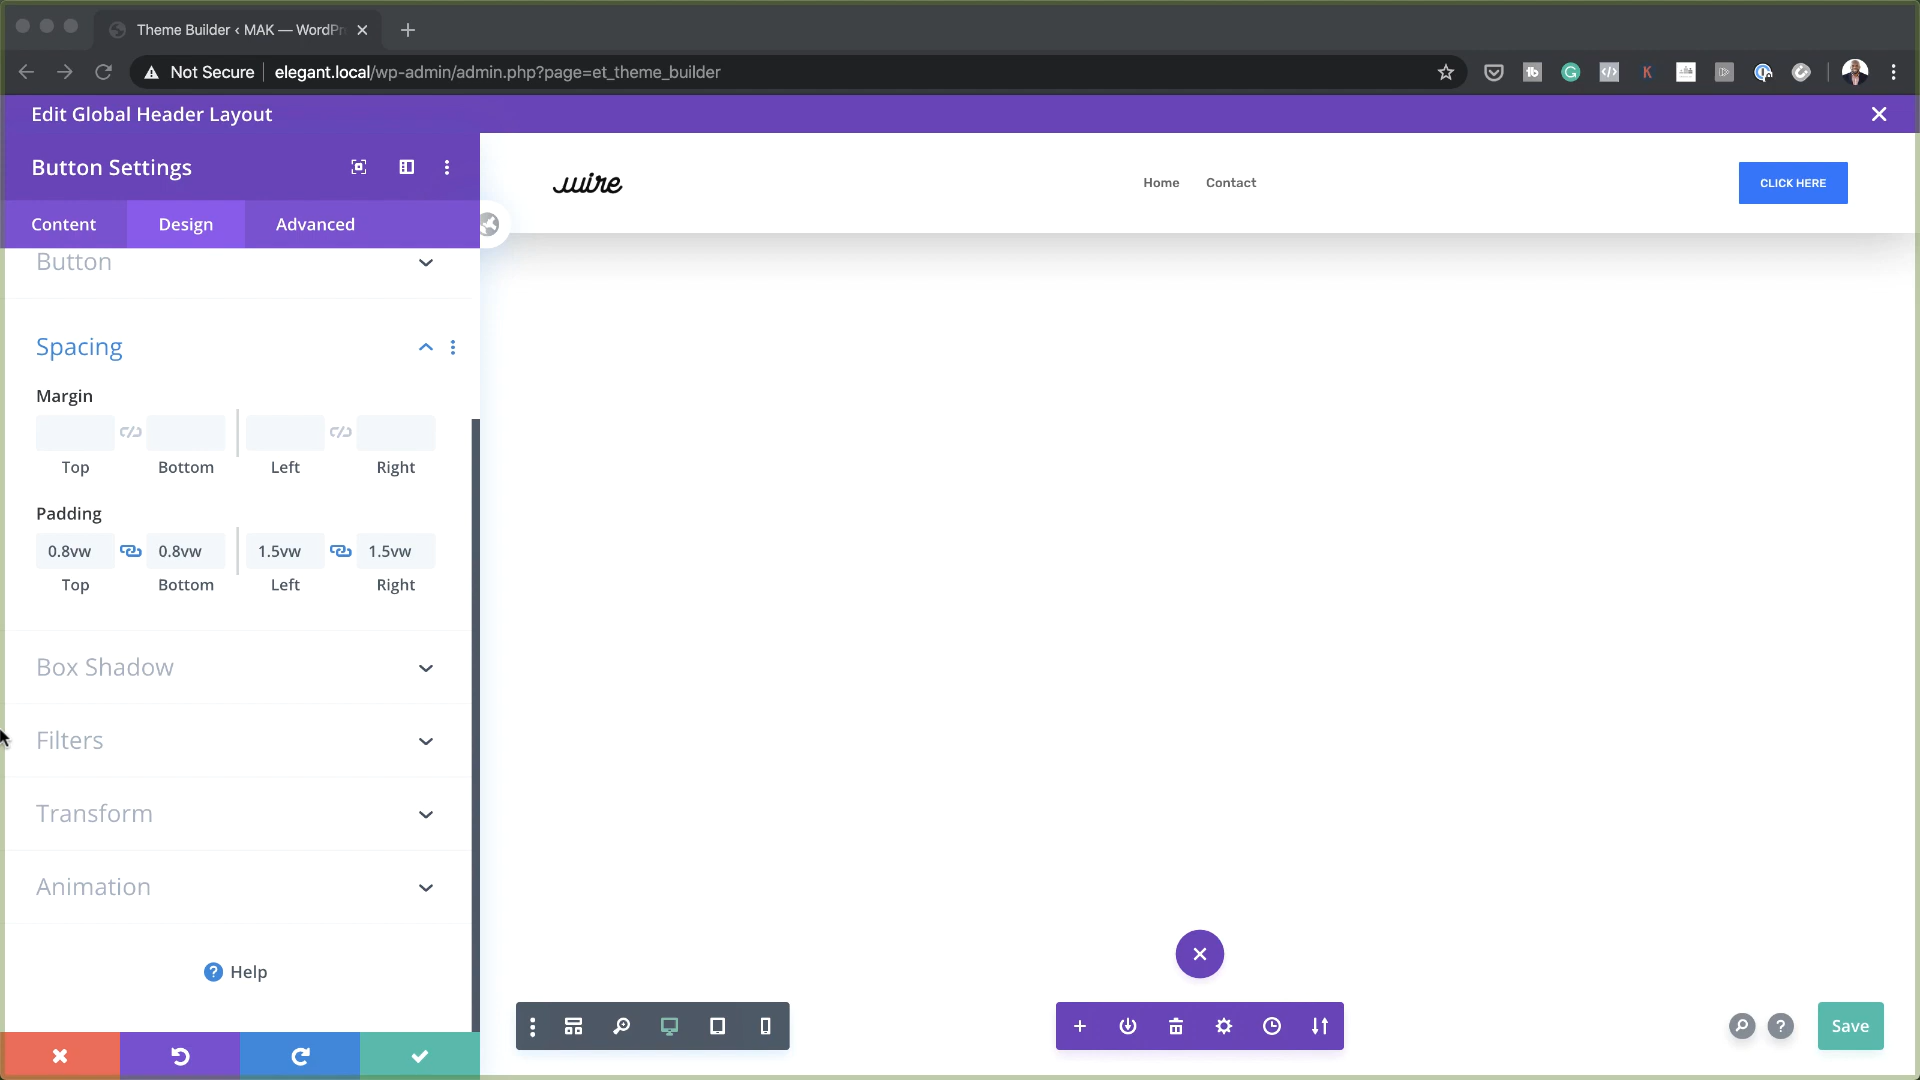 Theme Builder ‹ MAK — WordPr
Not Secure
elegant.local/wp-admin/admin.php?page=et_theme_builder
Edit Global Header Layout
Button Settings
Content
Design
Advanced
wire
Home
Contact
CLICK HERE
Button
Spacing
Margin
Top
Bottom
Left
Right
Padding
0.8vw
0.8vw
1.5vw
1.5vw
Top
Bottom
Left
Right
Box Shadow
Filters
Transform
Animation
? Help
?
Save